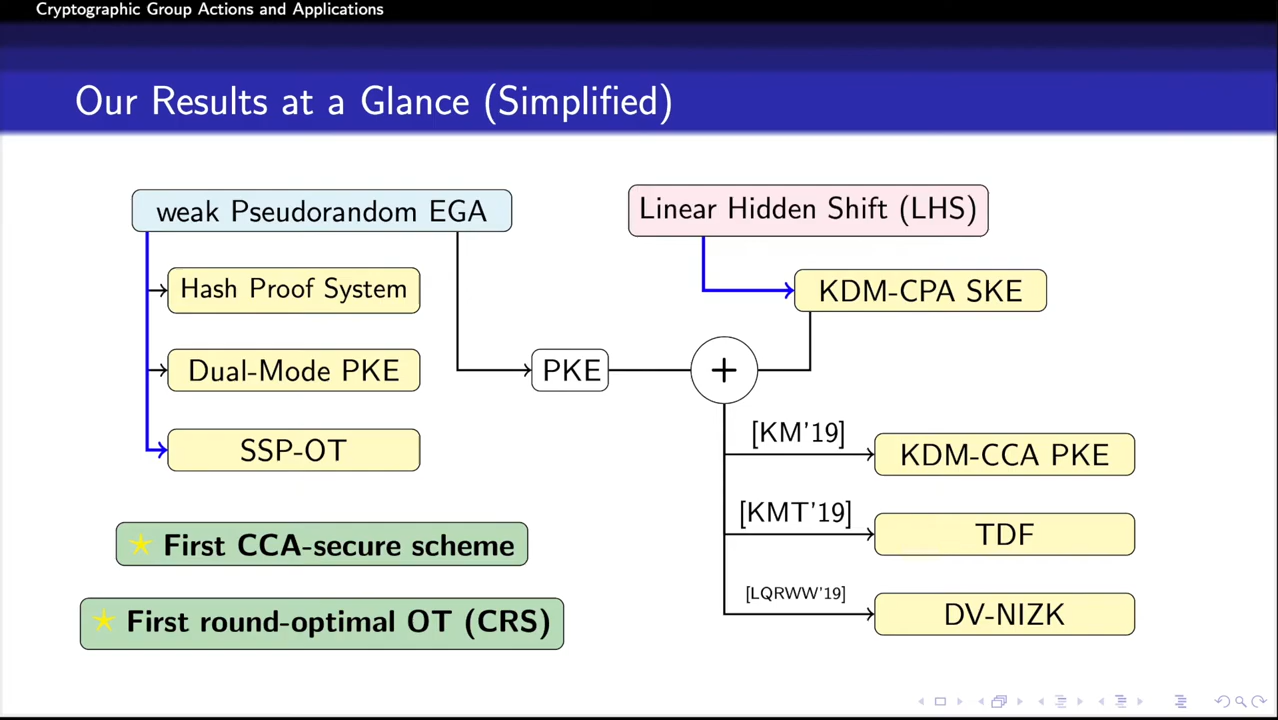 Cryptographic Group Actions and Applications
Our Results at a Glance (Simplified)
weak Pseudorandom EGA
Linear Hidden Shift (LHS)
Hash Proof System
KDM-CPA SKE
Dual-Mode PKE
PKE
+
SSP-OT
[KM'19]
KDM-CCA PKE
[KMT'19]
TDF
[LQRWW'19]
DV-NIZK
★ First CCA-secure scheme
★ First round-optimal OT (CRS)